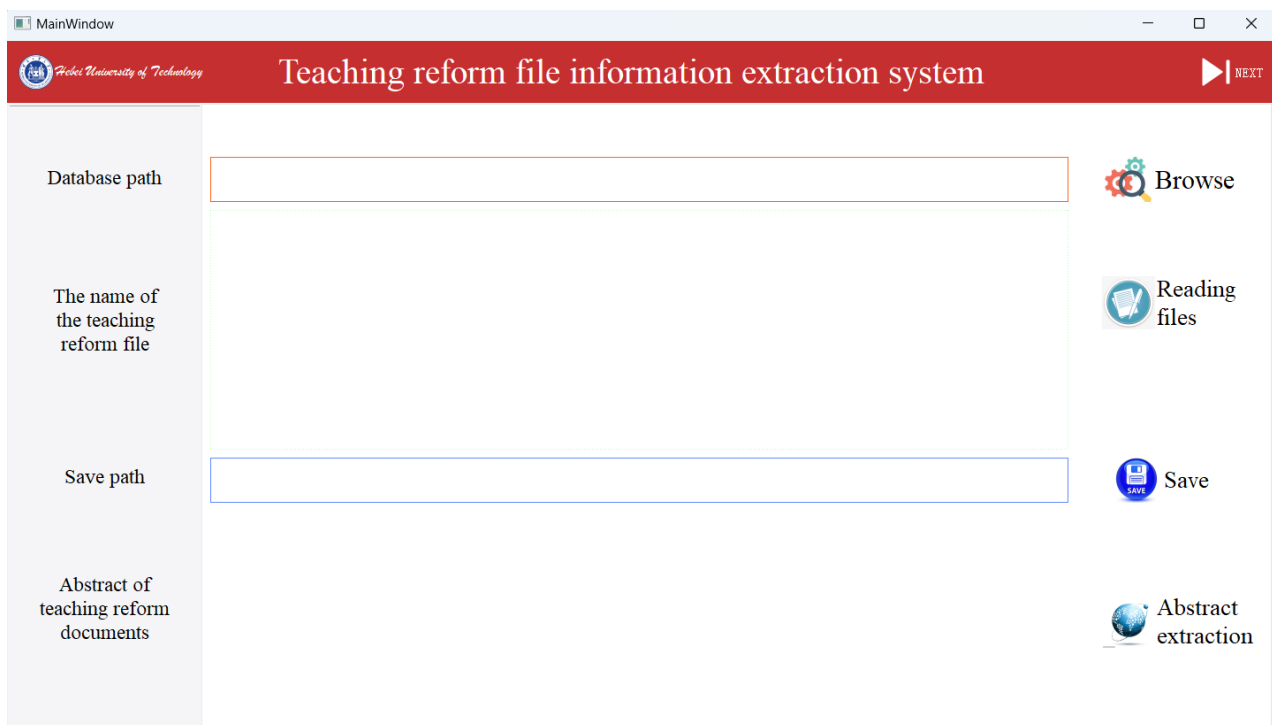 MainWindow
Hebei University of Technology
Teaching reform file information extraction system
NEXT
Database path
Browse
The name of
the teaching
reform file
Reading
files
Save path
SAVE
Save
Abstract of
teaching reform
documents
Abstract
extraction